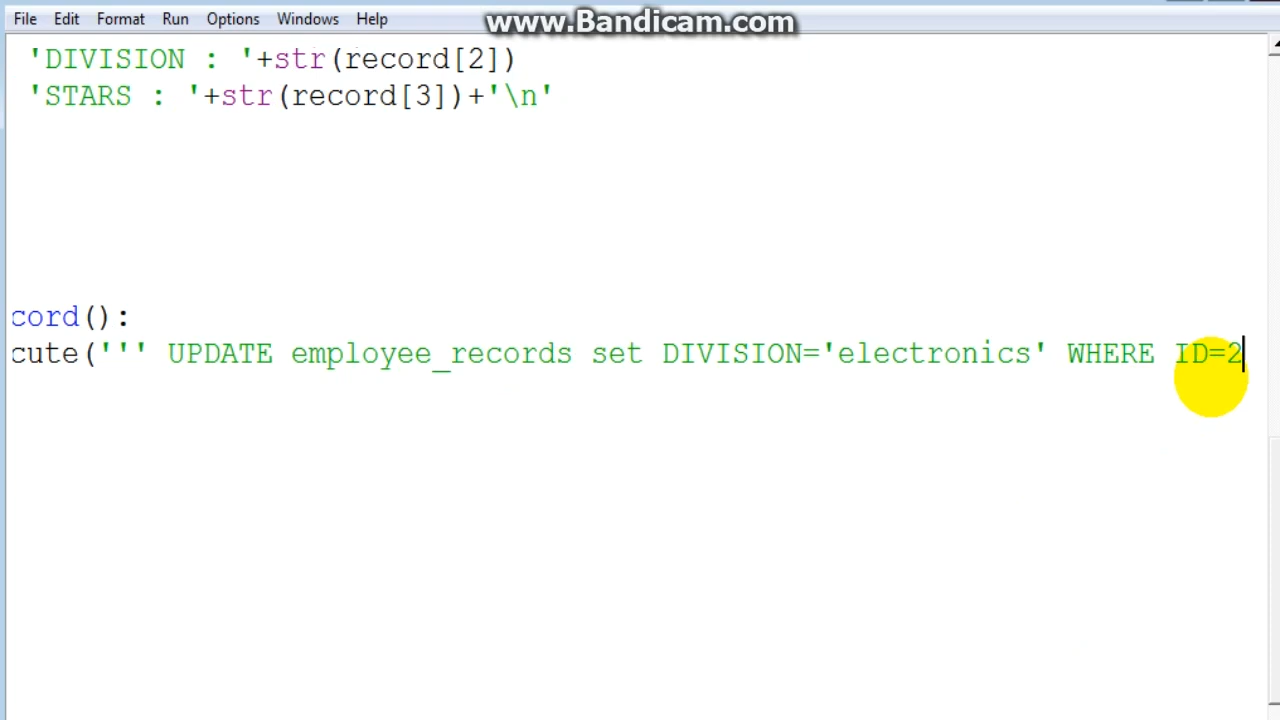 File Edit Format Run Options Windows Help
www.Bandicam.com
'DIVISION : '+str(record[2])
'STARS : '+str(record[3])+'\n'
cord():
cute(''' UPDATE employee_records set DIVISION='electronics' WHERE ID=2